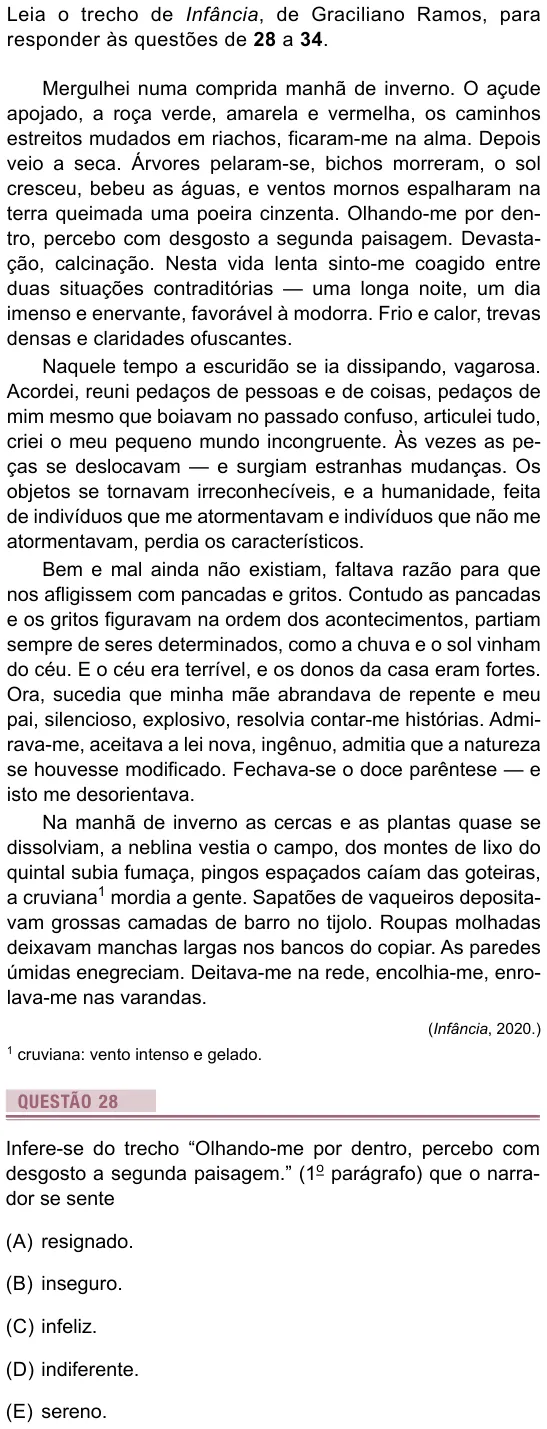 Leia o trecho de Infância, de Graciliano Ramos, para
responder às questões de 28 a 34.
Mergulhei numa comprida manhã de inverno. O açude
apojado, a roça verde, amarela e vermelha, os caminhos
estreitos mudados em riachos, ficaram-me na alma. Depois
veio a seca. Árvores pelaram-se, bichos morreram, o sol
cresceu, bebeu as águas, e ventos mornos espalharam na
terra queimada uma poeira cinzenta. Olhando-me por den-
tro, percebo com desgosto a segunda paisagem. Devasta-
ção, calcinação. Nesta vida lenta sinto-me coagido entre
duas situações contraditórias — uma longa noite, um dia
imenso e enervante, favorável à modorra. Frio e calor, trevas
densas e claridades ofuscantes.
Naquele tempo a escuridão se ia dissipando, vagarosa.
Acordei, reuni pedaços de pessoas e de coisas, pedaços de
mim mesmo que boiavam no passado confuso, articulei tudo,
criei o meu pequeno mundo incongruente. Às vezes as pe-
ças se deslocavam — e surgiam estranhas mudanças. Os
objetos se tornavam irreconhecíveis, e a humanidade, feita
de indivíduos que me atormentavam e indivíduos que não me
atormentavam, perdia os característicos.
Bem e mal ainda não existiam, faltava razão para que
nos afligissem com pancadas e gritos. Contudo as pancadas
e os gritos figuravam na ordem dos acontecimentos, partiam
sempre de seres determinados, como a chuva e o sol vinham
do céu. E o céu era terrível, e os donos da casa eram fortes.
Ora, sucedia que minha mãe abrandava de repente e meu
pai, silencioso, explosivo, resolvia contar-me histórias. Admi-
rava-me, aceitava a lei nova, ingênuo, admitia que a natureza
se houvesse modificado. Fechava-se o doce parêntese — e
isto me desorientava.
Na manhã de inverno as cercas e as plantas quase se
dissolviam, a neblina vestia o campo, dos montes de lixo do
quintal subia fumaça, pingos espaçados caíam das goteiras,
a cruviana¹ mordia a gente. Sapatões de vaqueiros deposita-
vam grossas camadas de barro no tijolo. Roupas molhadas
deixavam manchas largas nos bancos do copiar. As paredes
úmidas enegreciam. Deitava-me na rede, encolhia-me, enro-
lava-me nas varandas.
(Infância, 2020.)
¹ cruviana: vento intenso e gelado.
QUESTÃO 28
Infere-se do trecho “Olhando-me por dentro, percebo com
desgosto a segunda paisagem.” (1º parágrafo) que o narra-
dor se sente
(A) resignado.
(B) inseguro.
(C) infeliz.
(D) indiferente.
(E) sereno.